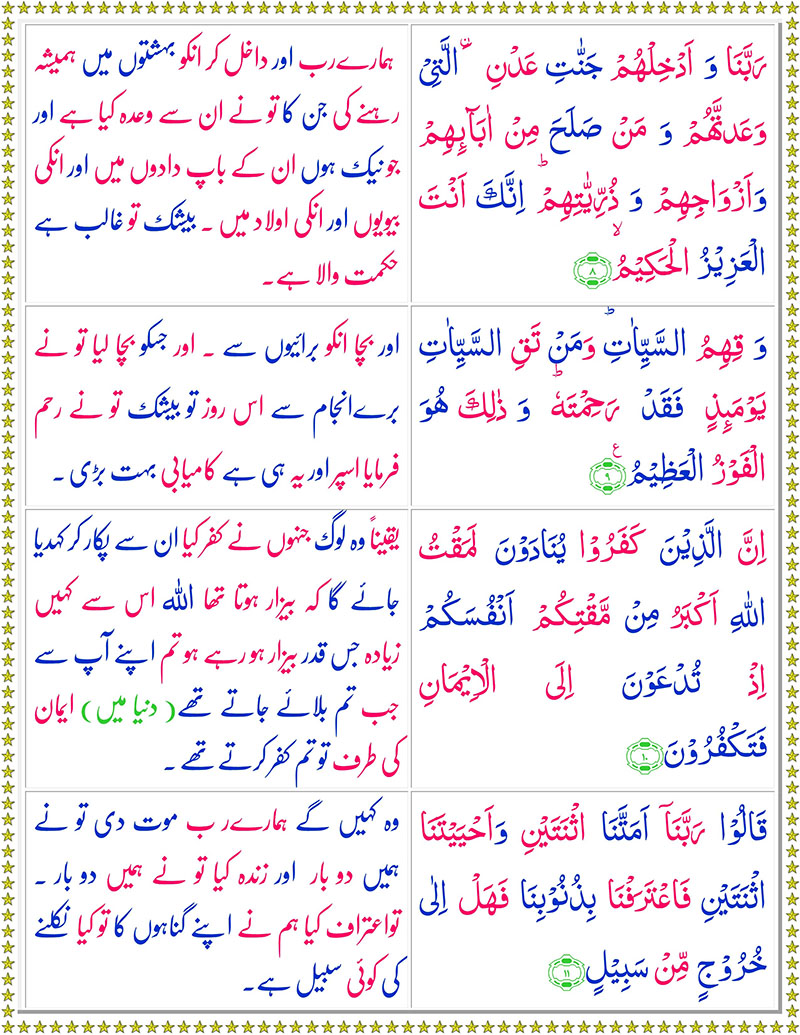 رَبَّنَا وَ اَدْخِلْهُمْ جَنّٰتِ عَدْنِ ۣالَّتِیْ
وَعَدْتَّهُمْ وَ مَنْ صَلَحَ مِنْ اٰبَآىِٕهِمْ
وَاَزْوَاجِهِمْ وَ ذُرِّیّٰتِهِمْ ؕ اِنَّكَ اَنْتَ
الْعَزِیْزُ الْحَكِیْمُ ۙ ۸
ہمارے رب اور داخل کر انکو بہشتوں میں ہمیشہ
رہنے کی جن کا تو نے ان سے وعدہ کیا ہے اور
جو نیک ہوں ان کے باپ دادوں میں اور انکی
بیویوں اور انکی اولاد میں ۔ بیشک تو غالب ہے
حکمت والا ہے۔
وَ قِهِمُ السَّیِّاٰتِ ؕ وَمَنْ تَقِ السَّیِّاٰتِ
یَوْمَىِٕذٍ فَقَدْ رَحِمْتَهٗ ؕ وَ ذٰلِكَ هُوَ
الْفَوْزُ الْعَظِیْمُ ۹ ع
اور بچا انکو برائیوں سے ۔ اور جسکو بچا لیا تو نے
برےانجام سے اس روز تو بیشک تو نے رحم
فرمایا اسپر اور یہ ہی ہے کامیابی بہت بڑی ۔
اِنَّ الَّذِیْنَ كَفَرُوْا یُنَادَوْنَ لَمَقْتُ
اللّٰهِ اَكْبَرُ مِنْ مَّقْتِكُمْ اَنْفُسَكُمْ
اِذْ تُدْعَوْنَ اِلَی الْاِیْمَانِ
فَتَكْفُرُوْنَ ۱۰
یقیناً وہ لوگ جنہوں نے کفر کیا ان سے پکار کر کہدیا
جائے گا کہ بیزار ہوتا تھا اللہ اس سے کہیں
زیادہ جس قدر بیزار ہو رہے ہو تم اپنے آپ سے
جب تم بلائے جاتے تھے ( دنیا میں ) ایمان
کی طرف تو تم کفر کرتے تھے ۔
قَالُوْا رَبَّنَاۤ اَمَتَّنَا اثْنَتَیْنِ وَاَحْیَیْتَنَا
اثْنَتَیْنِ فَاعْتَرَفْنَا بِذُنُوْبِنَا فَهَلْ اِلٰی
خُرُوْجٍ مِّنْ سَبِیْلٍ ۱۱
وہ کہیں گے ہمارے رب موت دی تو نے
ہمیں دو بار اور زندہ کیا تو نے ہمیں دو بار ۔
تو اعتراف کیا ہم نے اپنے گناہوں کا تو کیا نکلنے
کی کوئی سبیل ہے۔